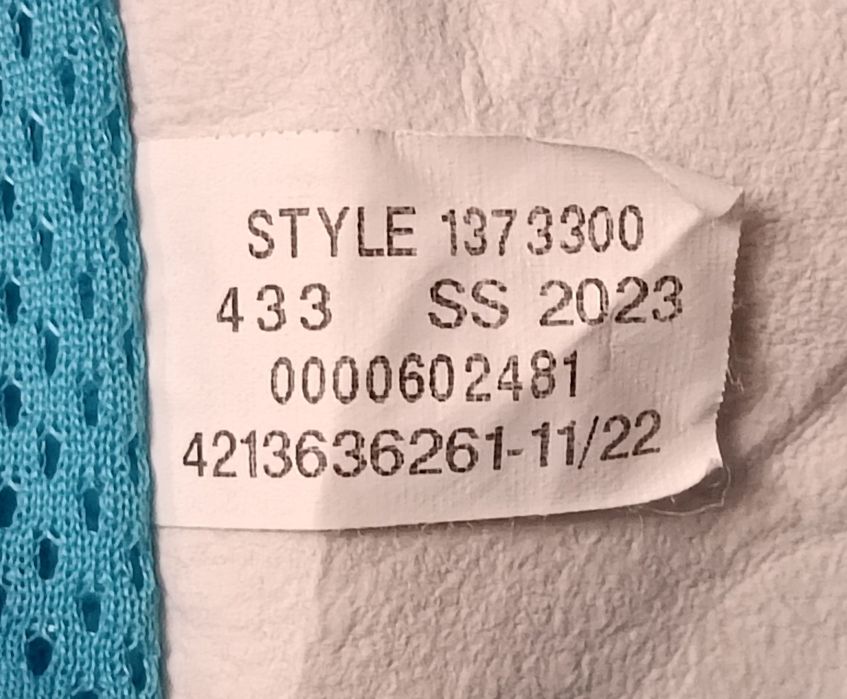 STYLE 1373300
433 SS 2023
0000602481
4213636261-11/22